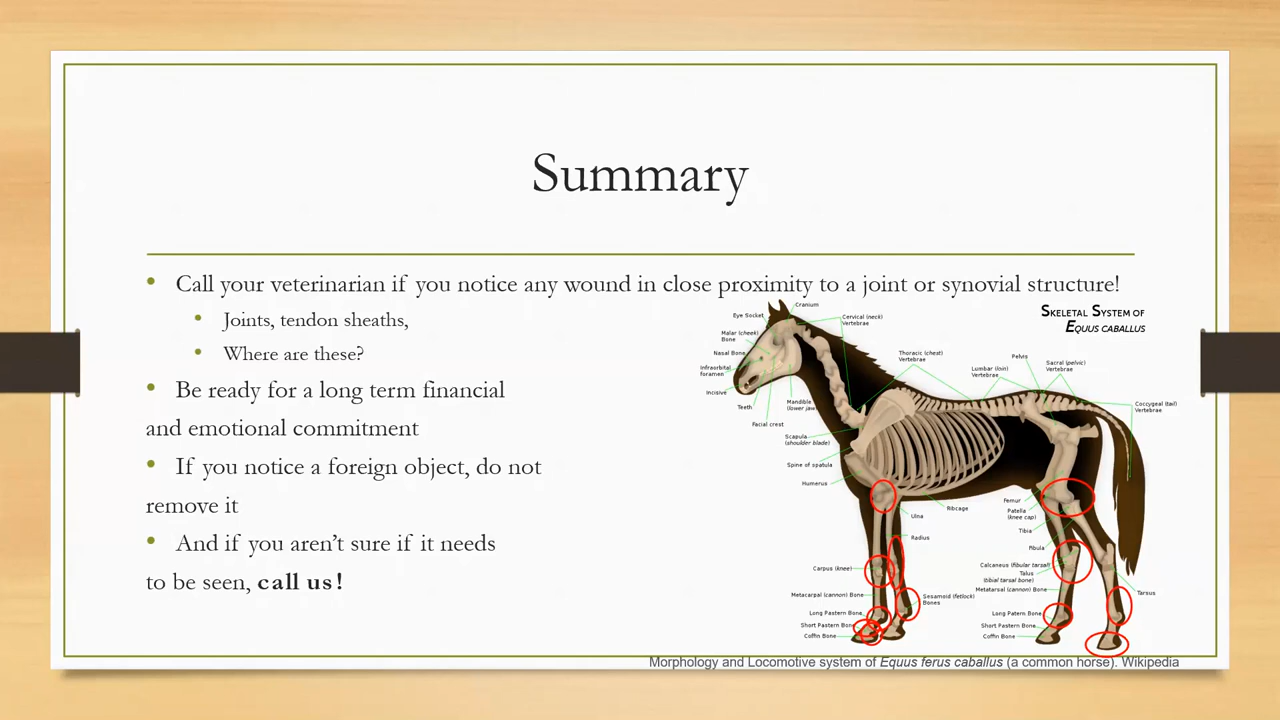 Summary
• Call your veterinarian if you notice any wound in close proximity to a joint or synovial structure!
• Joints, tendon sheaths,
• Where are these?
• Be ready for a long term financial
and emotional commitment
• If you notice a foreign object, do not
remove it
• And if you aren't sure if it needs
to be seen, call us!
SKELETAL SYSTEM OF
EQUUS CABALLUS
Cranium
Eye Socket
Cervical (neck)
Vertebrae
Malar (cheek)
Bone
Nasal Bone
Infraorbital
foramen
Incisive
Teeth
Mandible
(lower jaw
Facial crest
Scapula
(shoulder blade)
Spine of spatula
Humerus
Thoracic (chest)
Vertebrae
Lumbar (loin)
Vertebrae
Pelvis
Sacral (pelvic)
Vertebrae
Coccygeal (tail)
Vertebrae
Ulna
Ribcage
Radius
Carpus (knee)
Metacarpal (cannon) Bone
Sesamoid (fetlock)
Bones
Long Pastern Bone
Short Pastern Bone
Coffin Bone
Femur
Patella
(knee cap)
Tibia
Fibula
Calcaneus (fibular tarsal)
Talus
(tibial tarsal bone)
Metatarsal (cannon) Bone
Tarsus
Long Patern Bone
Short Pastern Bone
Coffin Bone
Morphology and Locomotive system of Equus ferus caballus (a common horse). Wikipedia